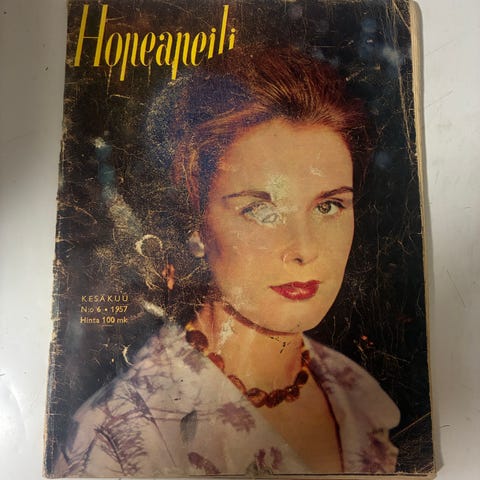 Hopeapeili
KESÄKUU
N:o 6 • 1957
Hinta 100 mk